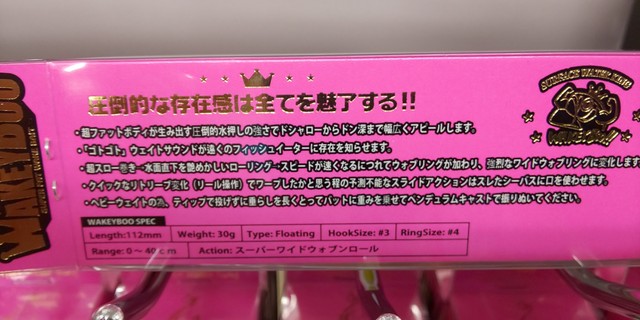 WAKEYBOO
圧倒的な存在感は全てを魅了する!!
・超ファットボディが生み出す圧倒的水押しの強さでドシャローからドン深まで幅広くアピールします。
・「ゴトゴト」ウェイトサウンドが遠くのフィッシュイーターに存在を知らせます。
・超スロー巻き→水面直下を艶めかしいローリング→スピードが速くなるにつれてウォブリングが加わり、強烈なワイドウォブリングに変化します
・クイックなリトリーブ変化（リール操作）でワープしたかと思う程の予測不能なスライドアクションはスレたシーバスに口を使わせます。
・ヘビーウェイトの為、ティップで投げずに垂らしを長くとってバットに重みを乗せてペンデュラムキャストで振りぬいてください。
WAKEYBOO SPEC
Length:112mm Weight: 30g Type: Floating HookSize: #3 RingSize: #4
Range: 0～40cm Action: スーパーワイドウォブンロール